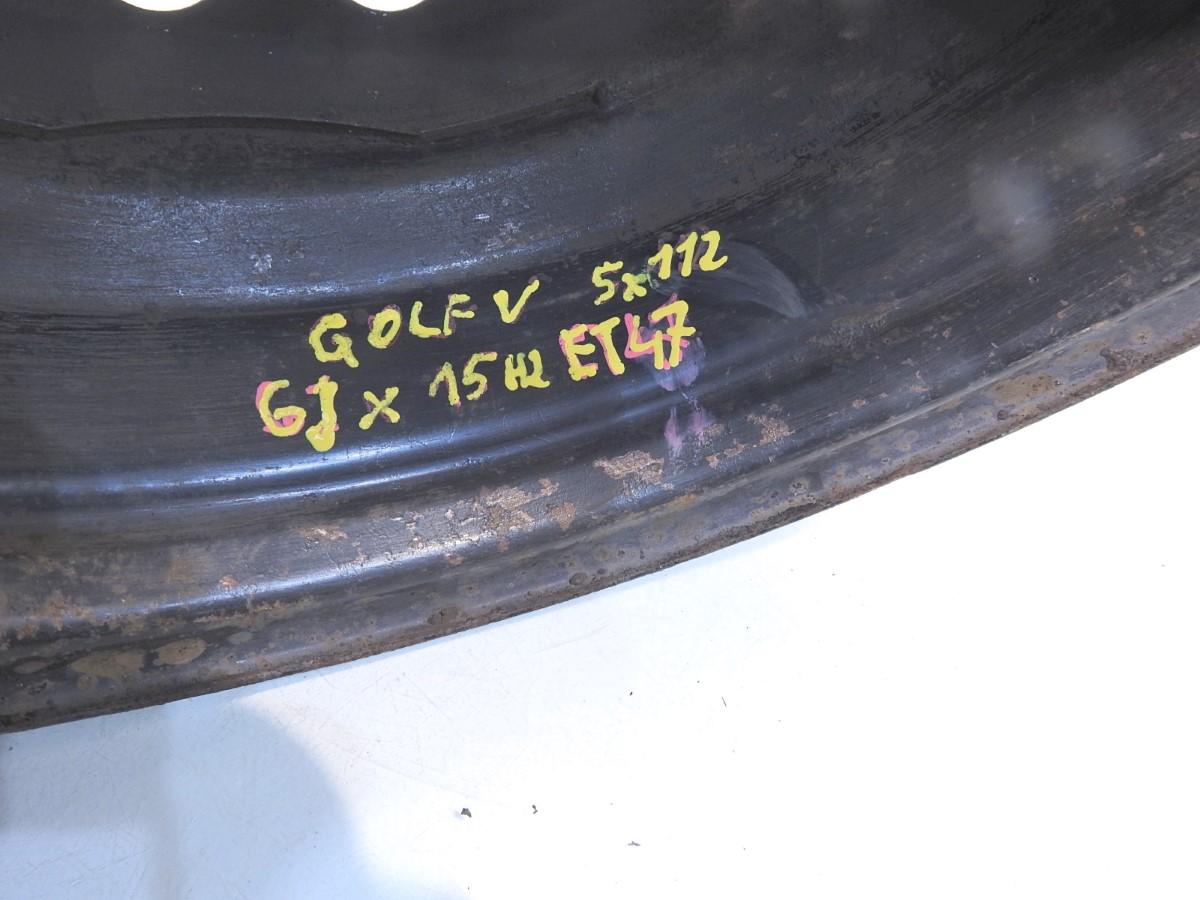 GOLF V 5x112
6J x 15H2 ET47